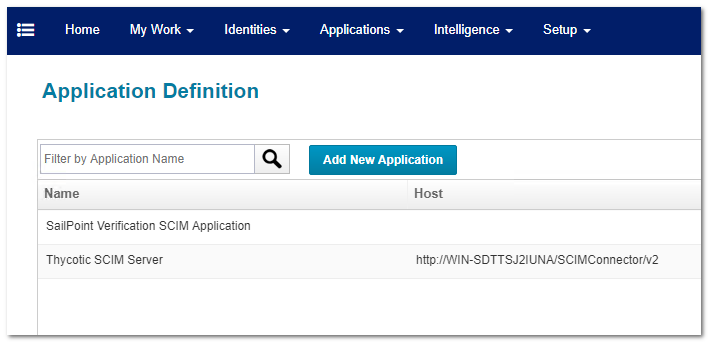 Home My Work Identities Applications Intelligence Setup
Application Definition
Filter by Application Name Add New Application
Name Host
SailPoint Verification SCIM Application
Thycotic SCIM Server http://WIN-SDTTSJ2IUNA/SCIMConnector/v2